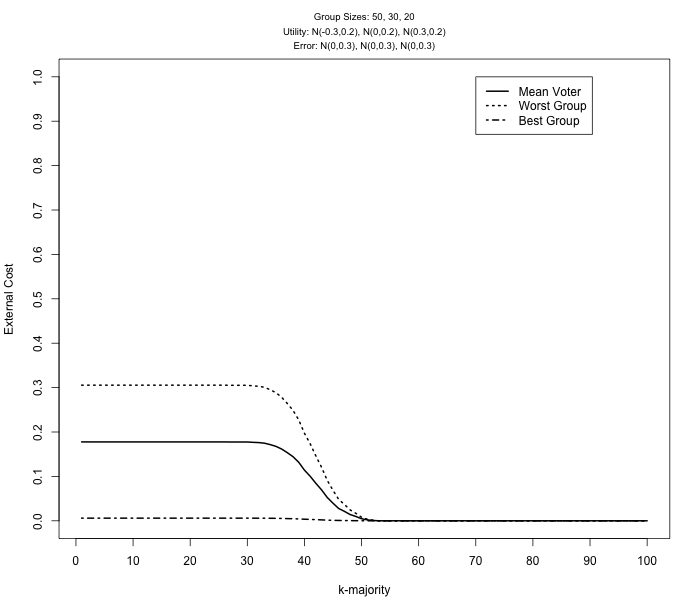 Group Sizes: 50, 30, 20
Utility: N(-0.3,0.2), N(0,0.2), N(0.3,0.2)
Error: N(0,0.3), N(0,0.3), N(0,0.3)
Mean Voter
Worst Group
Best Group
External Cost
1.0
0.9
0.8
0.7
0.6
0.5
0.4
0.3
0.2
0.1
0.0
0 10 20 30 40 50 60 70 80 90 100
k-majority